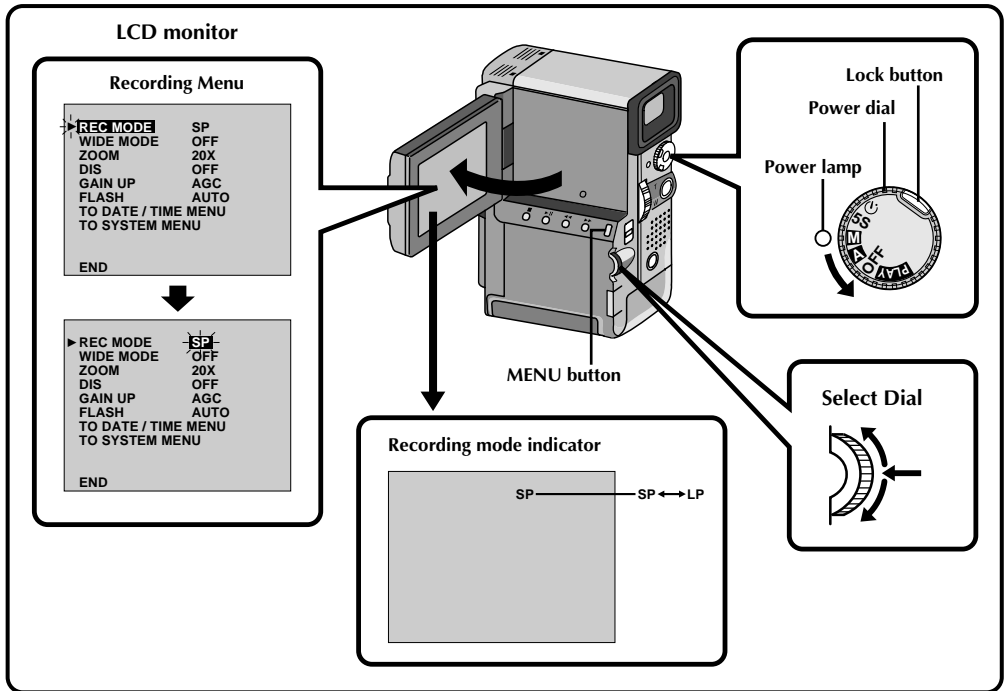 LCD monitor
Recording Menu
REC MODE SP
WIDE MODE OFF
ZOOM 20X
DIS OFF
GAIN UP AGC
FLASH AUTO
TO DATE / TIME MENU
TO SYSTEM MENU
END
REC MODE SP
WIDE MODE OFF
ZOOM 20X
DIS OFF
GAIN UP AGC
FLASH AUTO
TO DATE / TIME MENU
TO SYSTEM MENU
END
T
W
MENU button
Recording mode indicator
SP SP LP
Lock button
Power dial
Power lamp
5S
M
A
OFF
PLAY
Select Dial